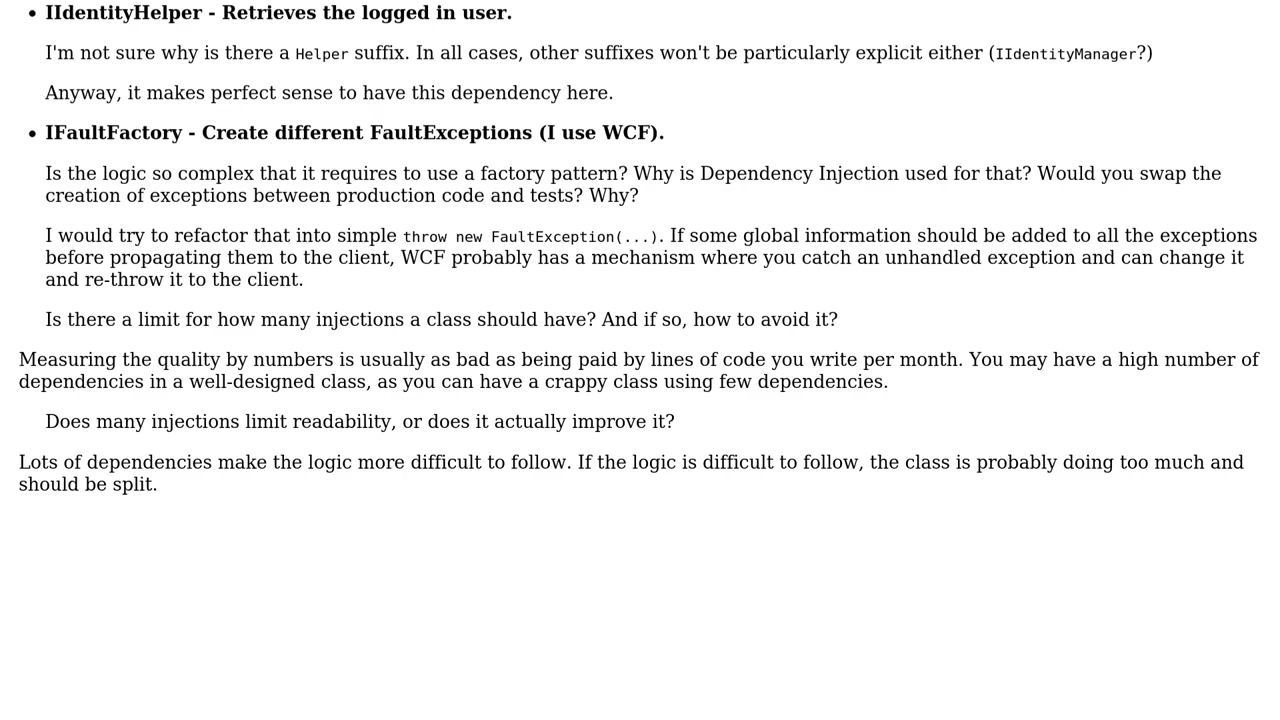 IIdentityHelper - Retrieves the logged in user.
I'm not sure why is there a Helper suffix. In all cases, other suffixes won't be particularly explicit either (IIdentityManager?)
Anyway, it makes perfect sense to have this dependency here.
IFaultFactory - Create different FaultExceptions (I use WCF).
Is the logic so complex that it requires to use a factory pattern? Why is Dependency Injection used for that? Would you swap the
creation of exceptions between production code and tests? Why?
I would try to refactor that into simple throw new FaultException(...). If some global information should be added to all the exceptions
before propagating them to the client, WCF probably has a mechanism where you catch an unhandled exception and can change it
and re-throw it to the client.
Is there a limit for how many injections a class should have? And if so, how to avoid it?
Measuring the quality by numbers is usually as bad as being paid by lines of code you write per month. You may have a high number of
dependencies in a well-designed class, as you can have a crappy class using few dependencies.
Does many injections limit readability, or does it actually improve it?
Lots of dependencies make the logic more difficult to follow. If the logic is difficult to follow, the class is probably doing too much and
should be split.